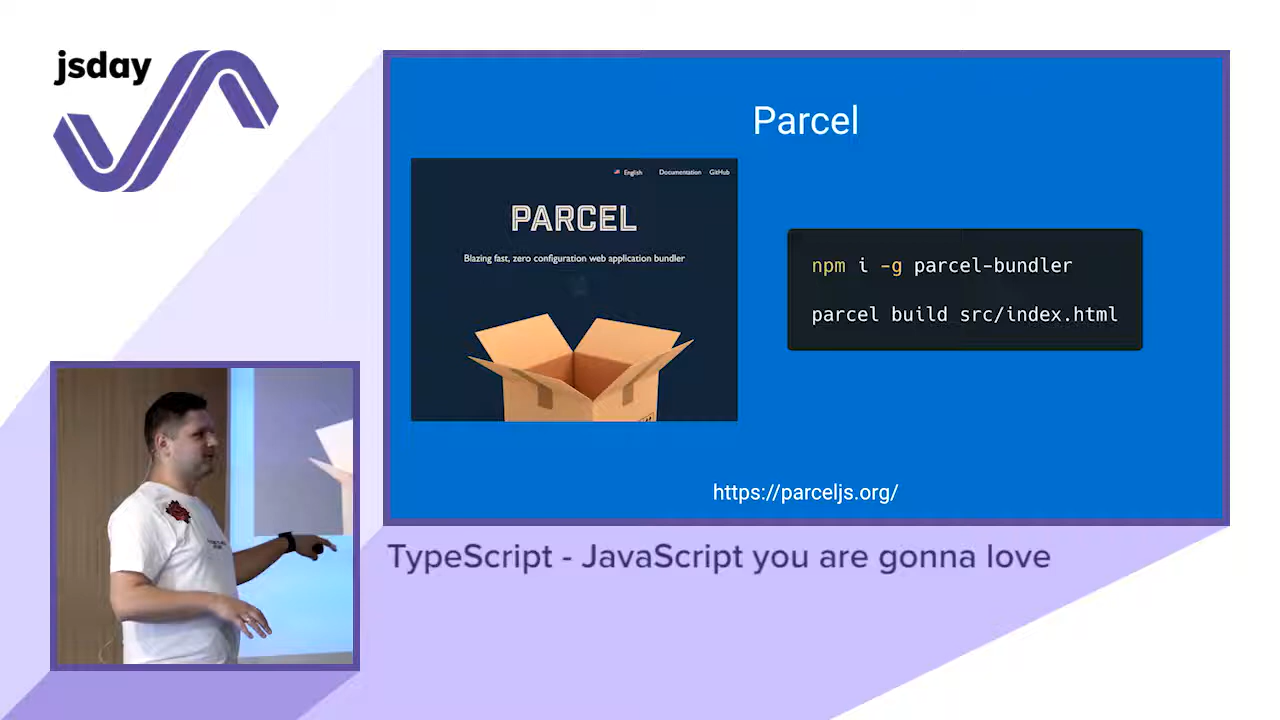 jsday
Parcel
English Documentation GitHub
PARCEL
Blazing fast, zero configuration web application bundler
npm i -g parcel-bundler
parcel build src/index.html
https://parceljs.org/
TypeScript - JavaScript you are gonna love